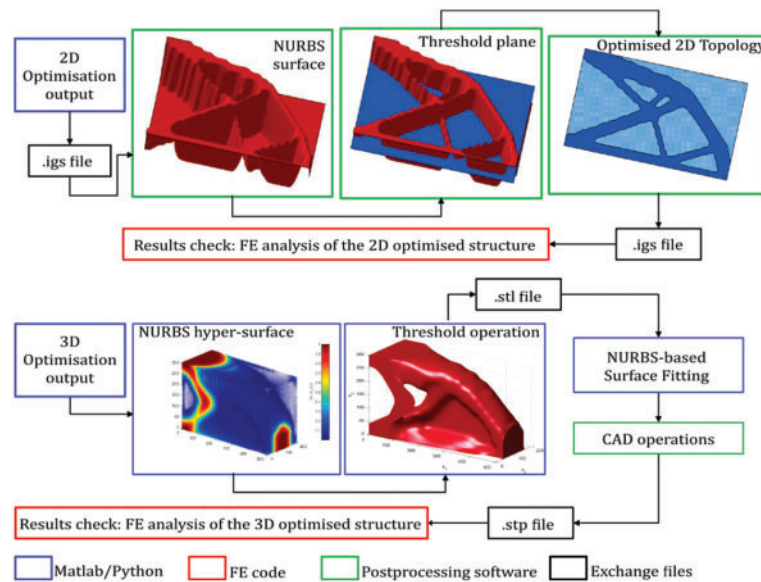 2D
Optimisation
output
.igs file
NURBS
surface
Threshold plane
Optimised 2D Topology
Results check: FE analysis of the 2D optimised structure
.igs file
.stl file
3D
Optimisation
output
NURBS hyper-surface
Threshold operation
NURBS-based
Surface Fitting
CAD operations
Results check: FE analysis of the 3D optimised structure
.stp file
Matlab/Python
FE code
Postprocessing software
Exchange files